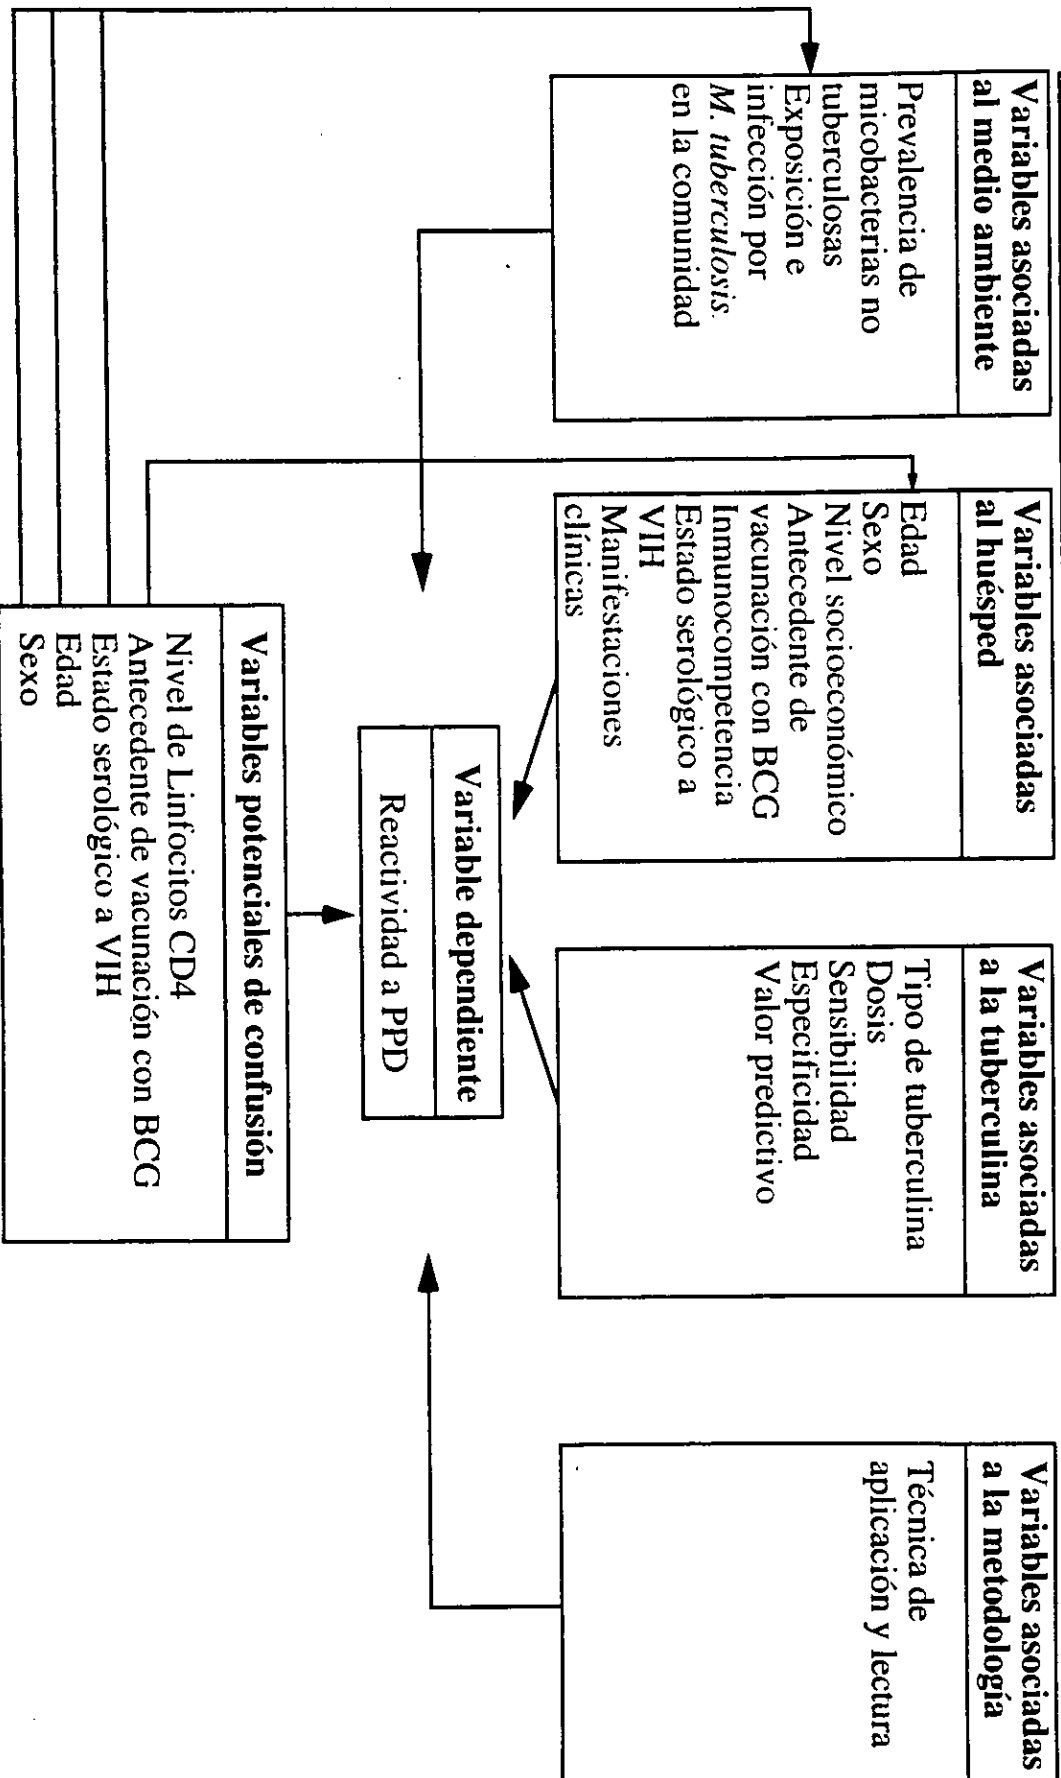 Variables asociadas
al medio ambiente
Prevalencia de
micobacterias no
tuberculosas
Exposición e
infección por
M. tuberculosis.
en la comunidad
Variables asociadas
al huésped
Edad
Sexo
Nivel socioeconómico
Antecedente de
vacunación con BCG
Inmunocompetencia
Estado serológico a
VIH
Manifestaciones
clínicas
Variables asociadas
a la tuberculina
Tipo de tuberculina
Dosis
Sensibilidad
Especificidad
Valor predictivo
Variables asociadas
a la metodología
Técnica de
aplicación y lectura
Variable dependiente
Reactividad a PPD
Variables potenciales de confusión
Nivel de Linfocitos CD4
Antecedente de vacunación con BCG
Estado serológico a VIH
Edad
Sexo